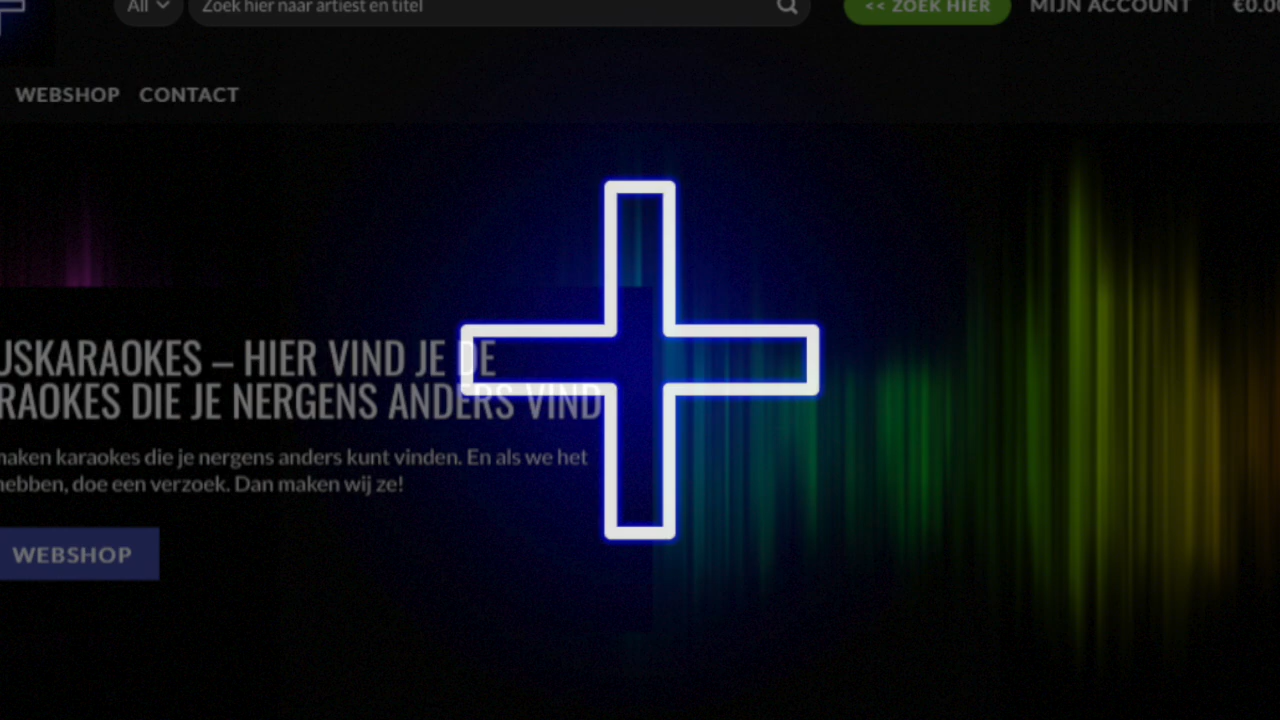 All
Zoek hier naar artiest en titel
<< ZOEK HIER
MIJN ACCOUNT
€0.00
WEBSHOP
CONTACT
USKARAOKES – HIER VIND JE DE
RAOKES DIE JE NERGENS ANDERS VIND
maken karaokes die je nergens anders kunt vinden. En als we het
hebben, doe een verzoek. Dan maken wij ze!
WEBSHOP